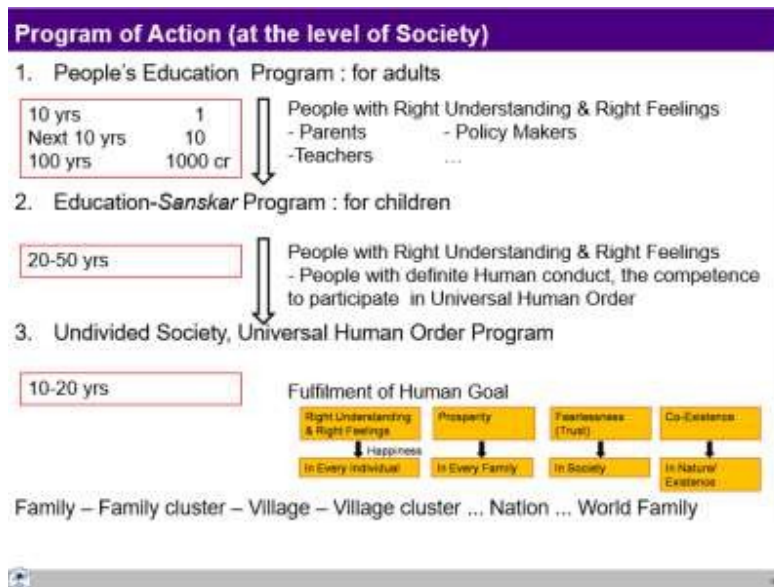 Program of Action (at the level of Society)
1. People's Education Program : for adults
10 yrs 1
Next 10 yrs 10
100 yrs 1000 cr
People with Right Understanding & Right Feelings
- Parents - Policy Makers
-Teachers ...
2. Education-Sanskar Program : for children
20-50 yrs
People with Right Understanding & Right Feelings
- People with definite Human conduct, the competence
to participate in Universal Human Order
3. Undivided Society, Universal Human Order Program
10-20 yrs
Fulfilment of Human Goal
Right Understanding & Right Feelings
Prosperity
Fearlessness (Trust)
Co-Existence
Happiness
In Every Individual
In Every Family
In Society
In Nature/ Existence
Family – Family cluster – Village – Village cluster ... Nation ... World Family